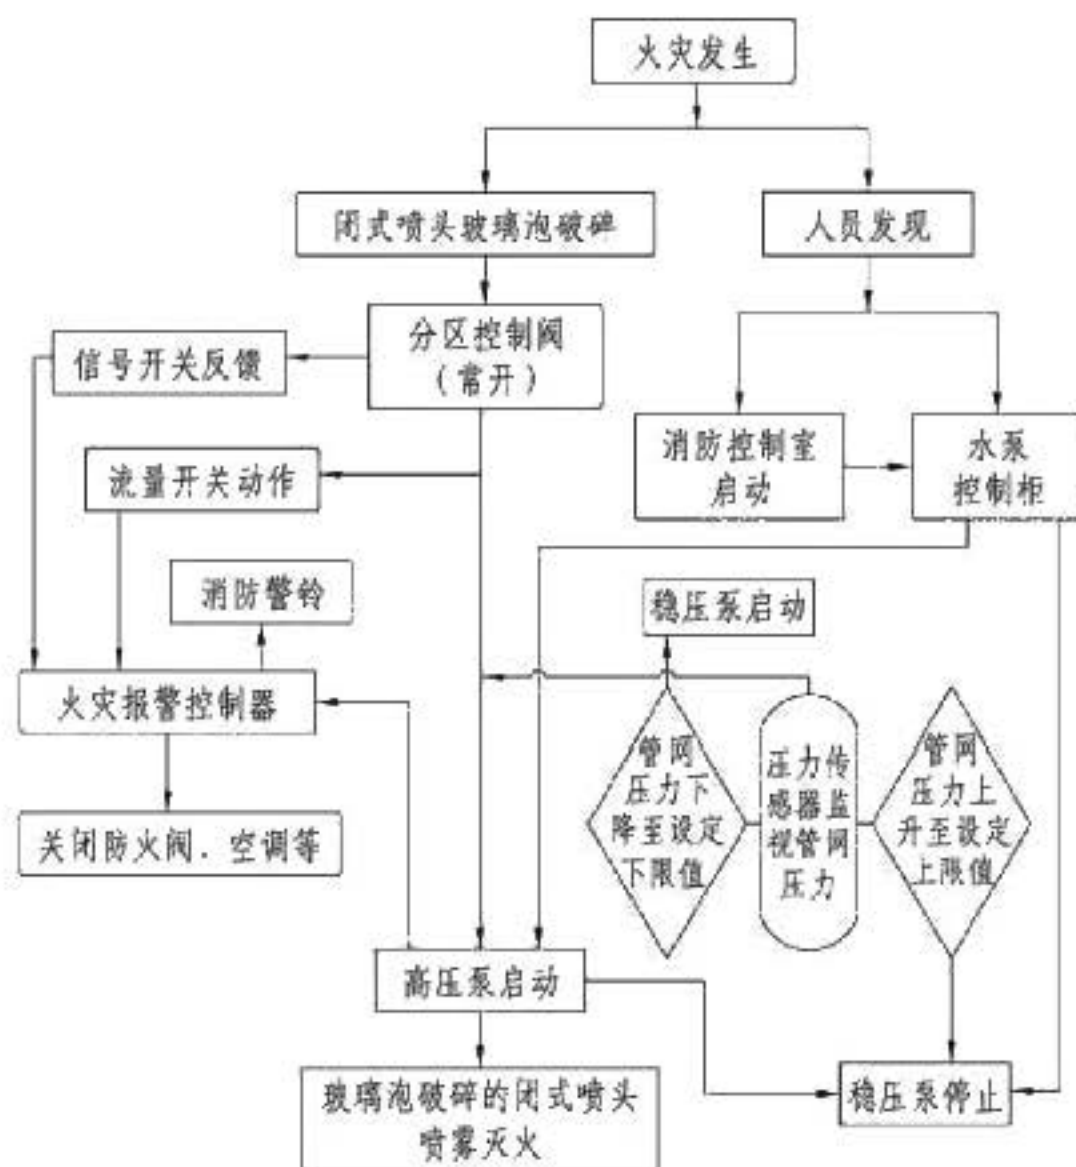 火灾发生
闭式喷头玻璃泡破碎
人员发现
分区控制阀
（常开）
信号开关反馈
消防控制室
启动
水泵
控制柜
流量开关动作
消防警铃
稳压泵启动
火灾报警控制器
管网
压力下
降至设定
下限值
压力传
感器监
视管网
压力
管网
压力上
升至设定
上限值
关闭防火阀、空调等
高压泵启动
玻璃泡破碎的闭式喷头
喷雾灭火
稳压泵停止